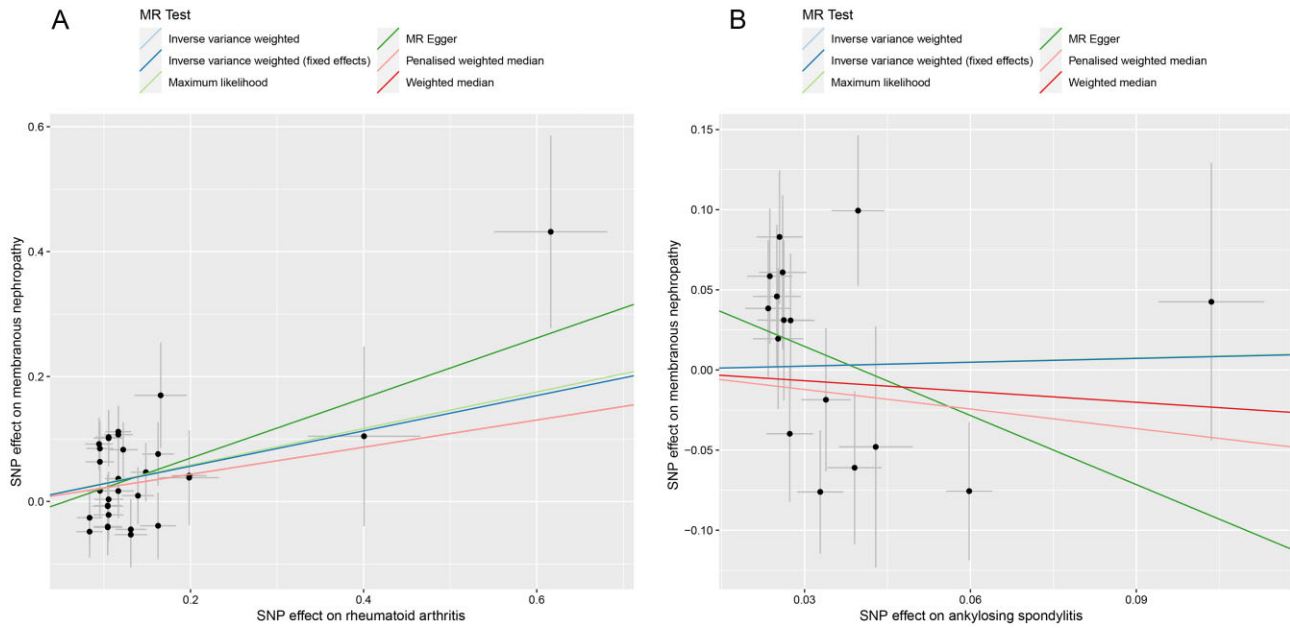 A
MR Test
Inverse variance weighted
Inverse variance weighted (fixed effects)
Maximum likelihood
MR Egger
Penalised weighted median
Weighted median
0.6
0.4
0.2
0.0
SNP effect on membranous nephropathy
0.2
0.4
0.6
SNP effect on rheumatoid arthritis
B
MR Test
Inverse variance weighted
Inverse variance weighted (fixed effects)
Maximum likelihood
MR Egger
Penalised weighted median
Weighted median
0.15
0.10
0.05
0.00
−0.05
−0.10
SNP effect on membranous nephropathy
0.03
0.06
0.09
SNP effect on ankylosing spondylitis